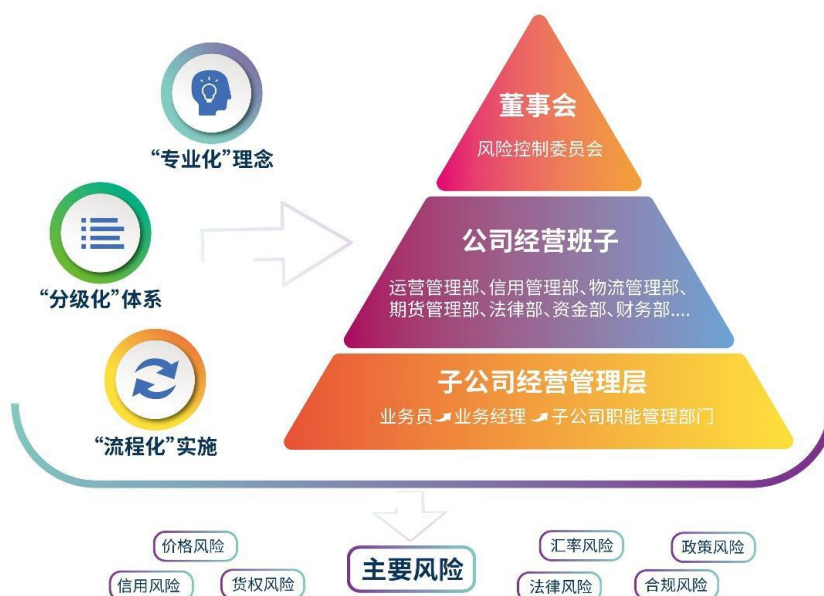 “专业化”理念
“分级化”体系
“流程化”实施
董事会
风险控制委员会
公司经营班子
运营管理部、信用管理部、物流管理部、
期货管理部、法律部、资金部、财务部....
子公司经营管理层
业务员→业务经理→子公司职能管理部门
价格风险
信用风险
货权风险
主要风险
汇率风险
政策风险
法律风险
合规风险